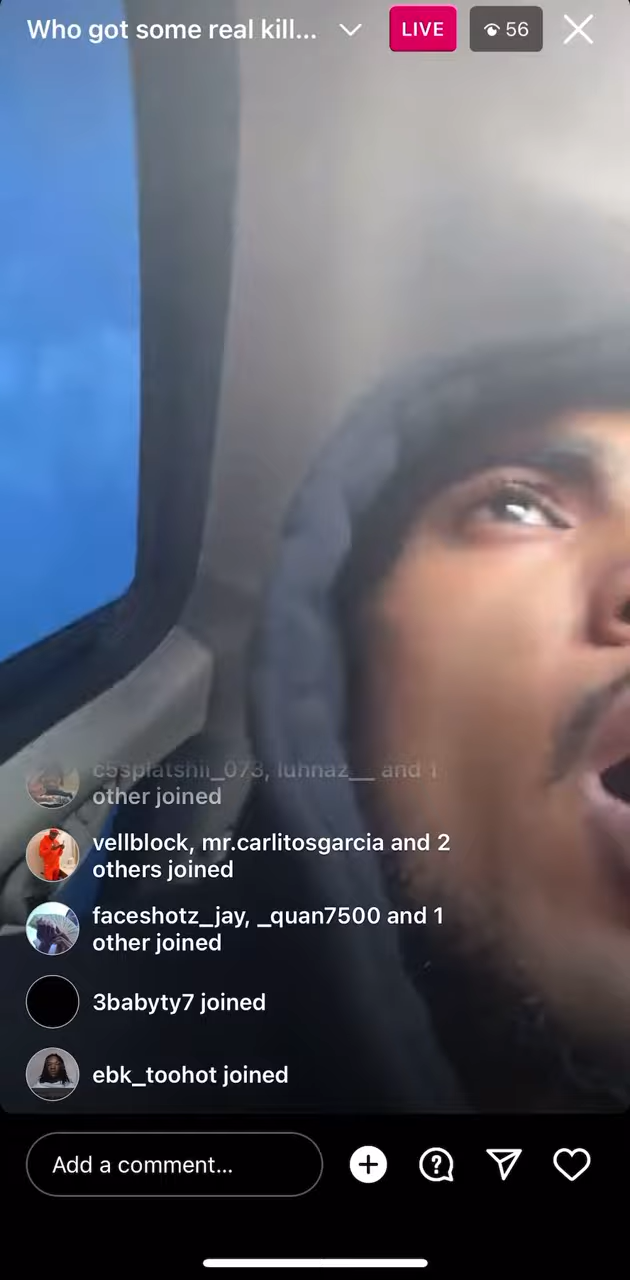 Who got some real kill...
LIVE
56
c5splatshii_073, luhnaz__ and 1
other joined
vellblock, mr.carlitosgarcia and 2
others joined
faceshotz_jay, _quan7500 and 1
other joined
3babyty7 joined
ebk_toohot joined
Add a comment...